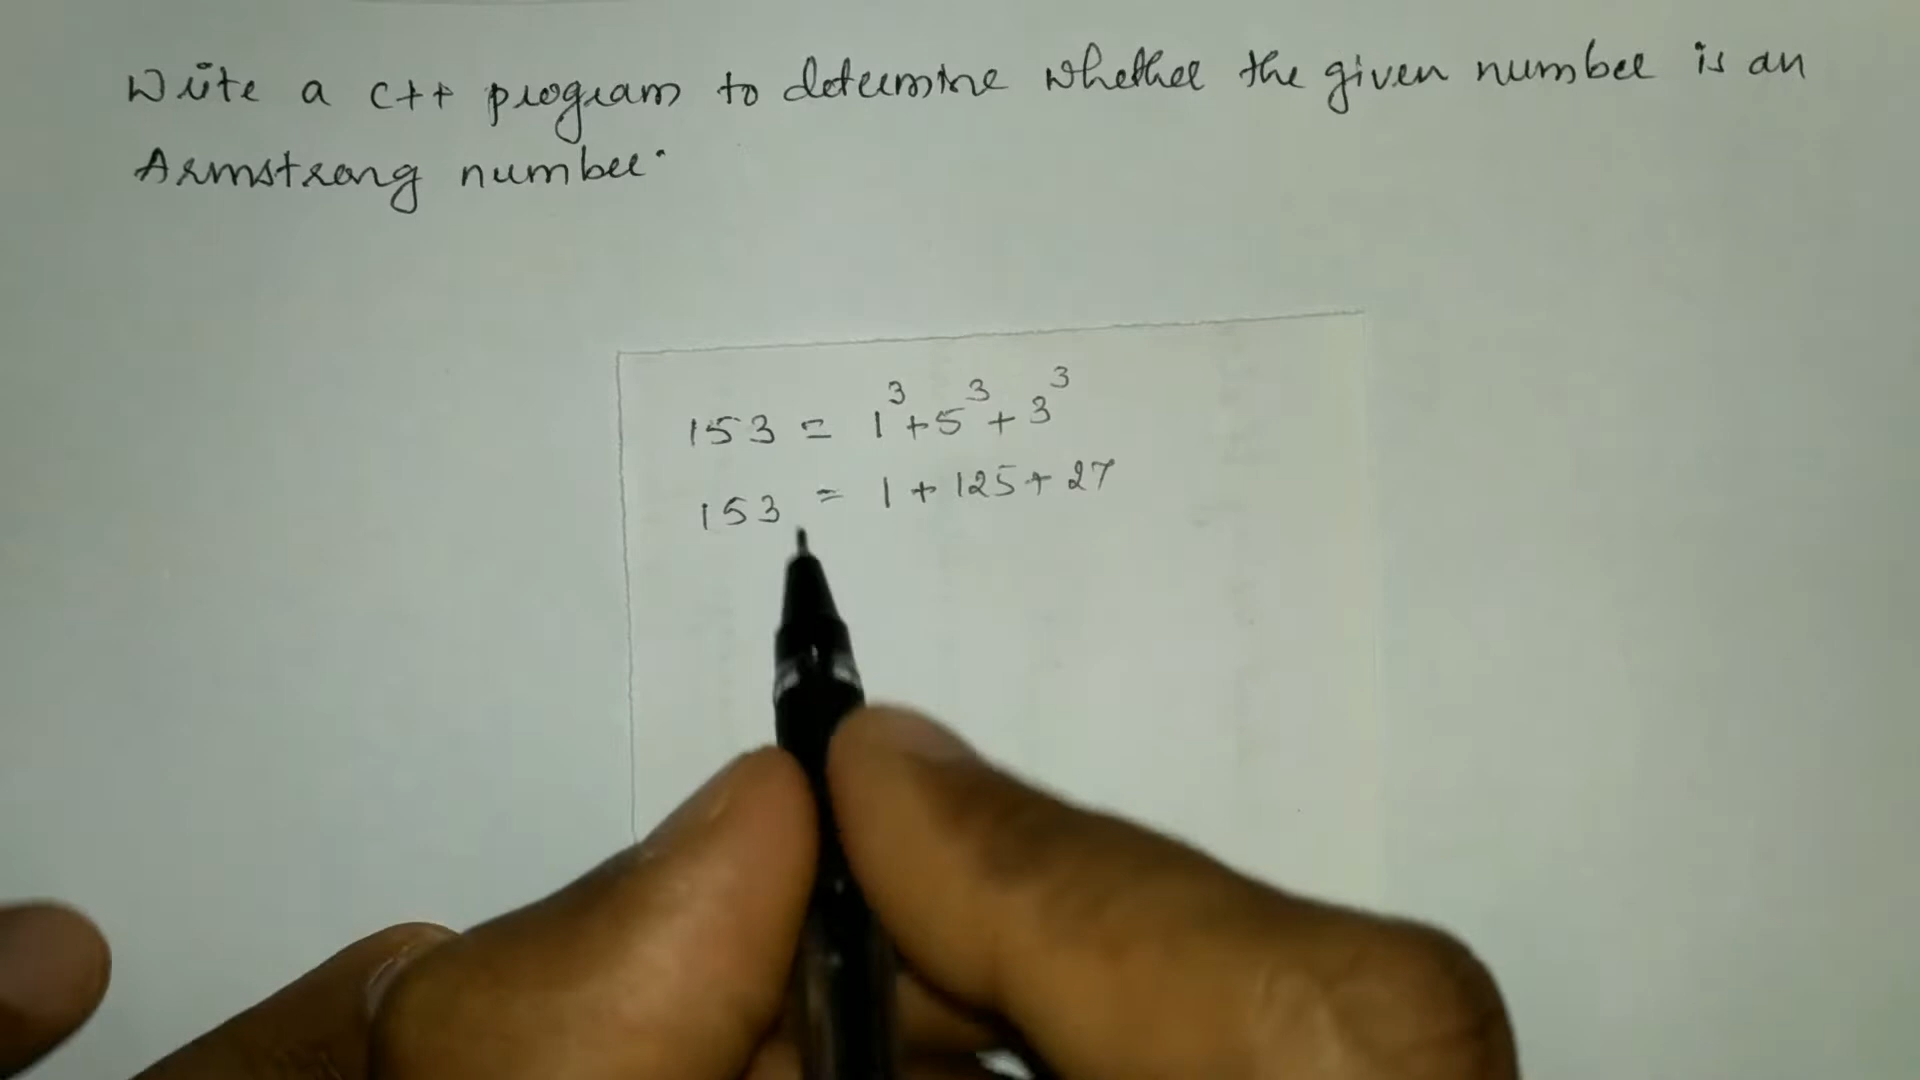 Write a c++ program to determine whether the given number is an
Armstrong number.
153 = 1³+5³+3³
153 = 1 + 125 + 27